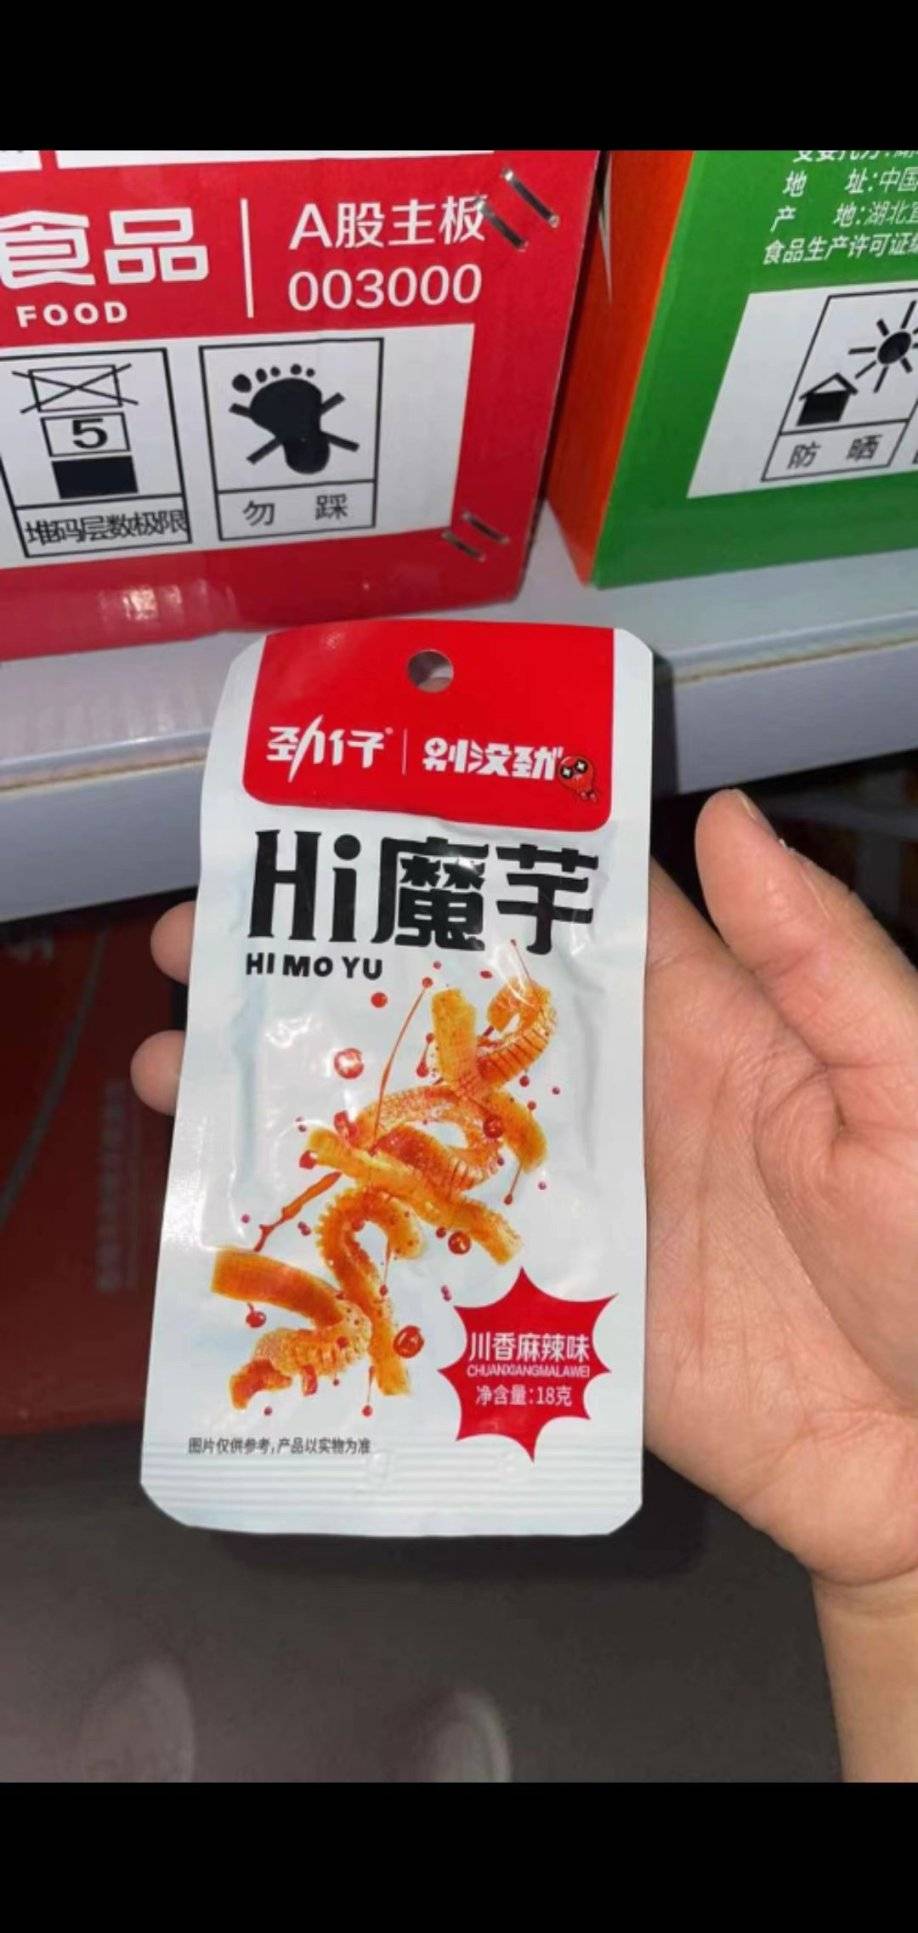 食品
FOOD
A股主板
003000
5
堆码层数极限
勿 踩
地 址:中国
产 地:湖北
食品生产许可证
防 晒
劲仔® 别没劲
Hi魔芋
HI MO YU
川香麻辣味
CHUANXIANGMALAWEI
净含量:18克
图片仅供参考,产品以实物为准